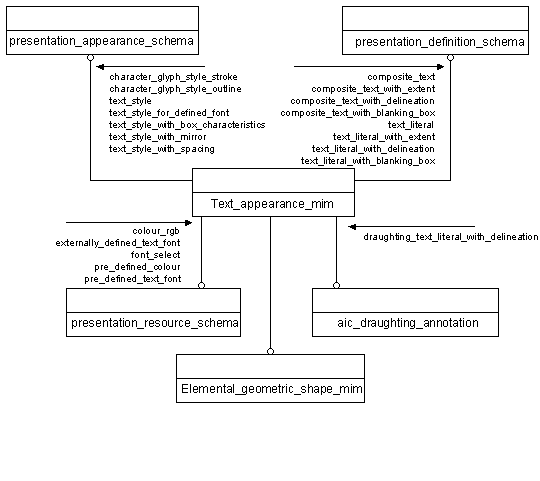 presentation_appearance_schema
presentation_definition_schema
character_glyph_style_stroke
character_glyph_style_outline
text_style
text_style_for_defined_font
text_style_with_box_characteristics
text_style_with_mirror
text_style_with_spacing
composite_text
composite_text_with_extent
composite_text_with_delineation
composite_text_with_blanking_box
text_literal
text_literal_with_extent
text_literal_with_delineation
text_literal_with_blanking_box
Text_appearance_mim
colour_rgb
externally_defined_text_font
font_select
pre_defined_colour
pre_defined_text_font
draughting_text_literal_with_delineation
presentation_resource_schema
aic_draughting_annotation
Elemental_geometric_shape_mim